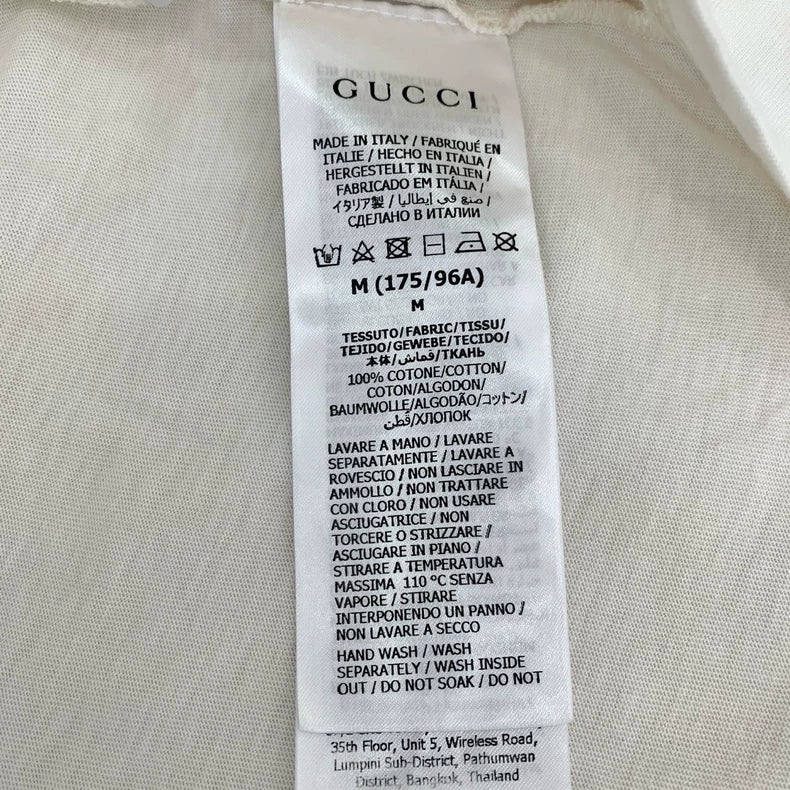 GUCCI
MADE IN ITALY / FABRIQUÉ EN
ITALIE / HECHO EN ITALIA /
HERGESTELLT IN ITALIEN /
FABRICADO EM ITÁLIA /
イタリア製 / صنع في إيطاليا /
СДЕЛАНО В ИТАЛИИ
M (175/96A)
M
TESSUTO/FABRIC/TISSU/
TEJIDO/GEWEBE/TECIDO/
本体/قماش/ТКАНЬ
100% COTONE/COTTON/
COTON/ALGODON/
BAUMWOLLE/ALGODÃO/コットン/
قطن/ХЛОПОК
LAVARE A MANO / LAVARE
SEPARATAMENTE / LAVARE A
ROVESCIO / NON LASCIARE IN
AMMOLLO / NON TRATTARE
CON CLORO / NON USARE
ASCIUGATRICE / NON
TORCERE O STRIZZARE /
ASCIUGARE IN PIANO /
STIRARE A TEMPERATURA
MASSIMA 110 °C SENZA
VAPORE / STIRARE
INTERPONENDO UN PANNO /
NON LAVARE A SECCO
HAND WASH / WASH
SEPARATELY / WASH INSIDE
OUT / DO NOT SOAK / DO NOT
35th Floor, Unit 5, Wireless Road,
Lumpini Sub-District, Pathumwan
District, Bangkok, Thailand